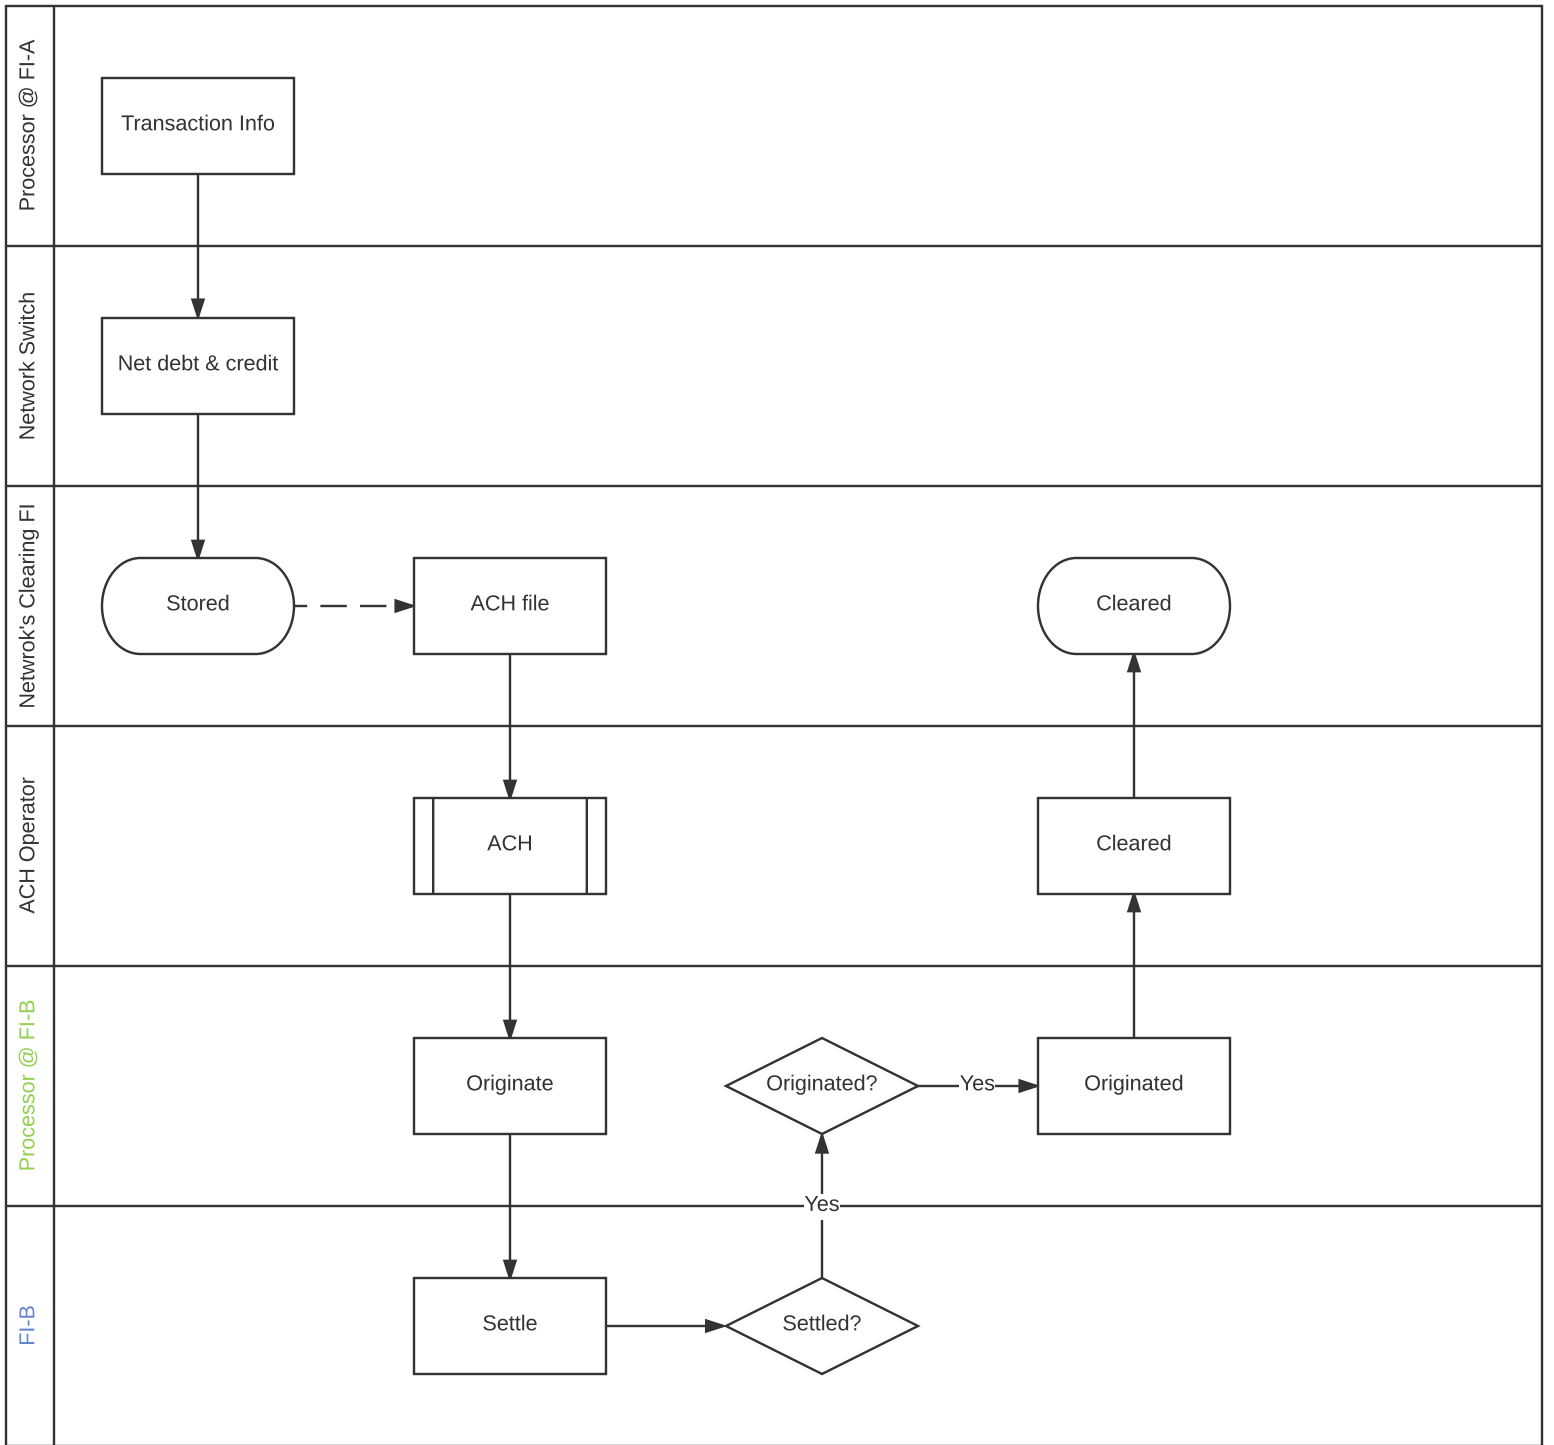 Processor @ FI-A
Transaction Info
Network Switch
Net debt & credit
Netwrok's Clearing FI
Stored
ACH file
Cleared
ACH Operator
ACH
Cleared
Processor @ FI-B
Originate
Originated?
Yes
Originated
Yes
FI-B
Settle
Settled?